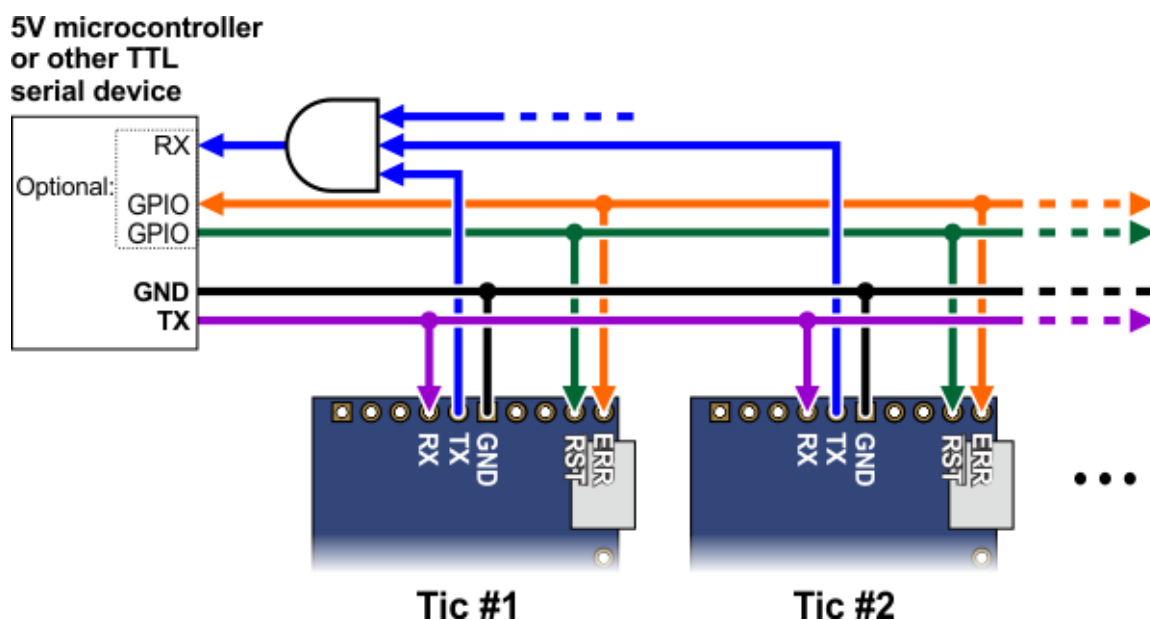 5V microcontroller
or other TTL
serial device
RX
Optional:
GPIO
GPIO
GND
TX
RX
TX
GND
RST
ERR
RX
TX
GND
RST
ERR
Tic #1
Tic #2